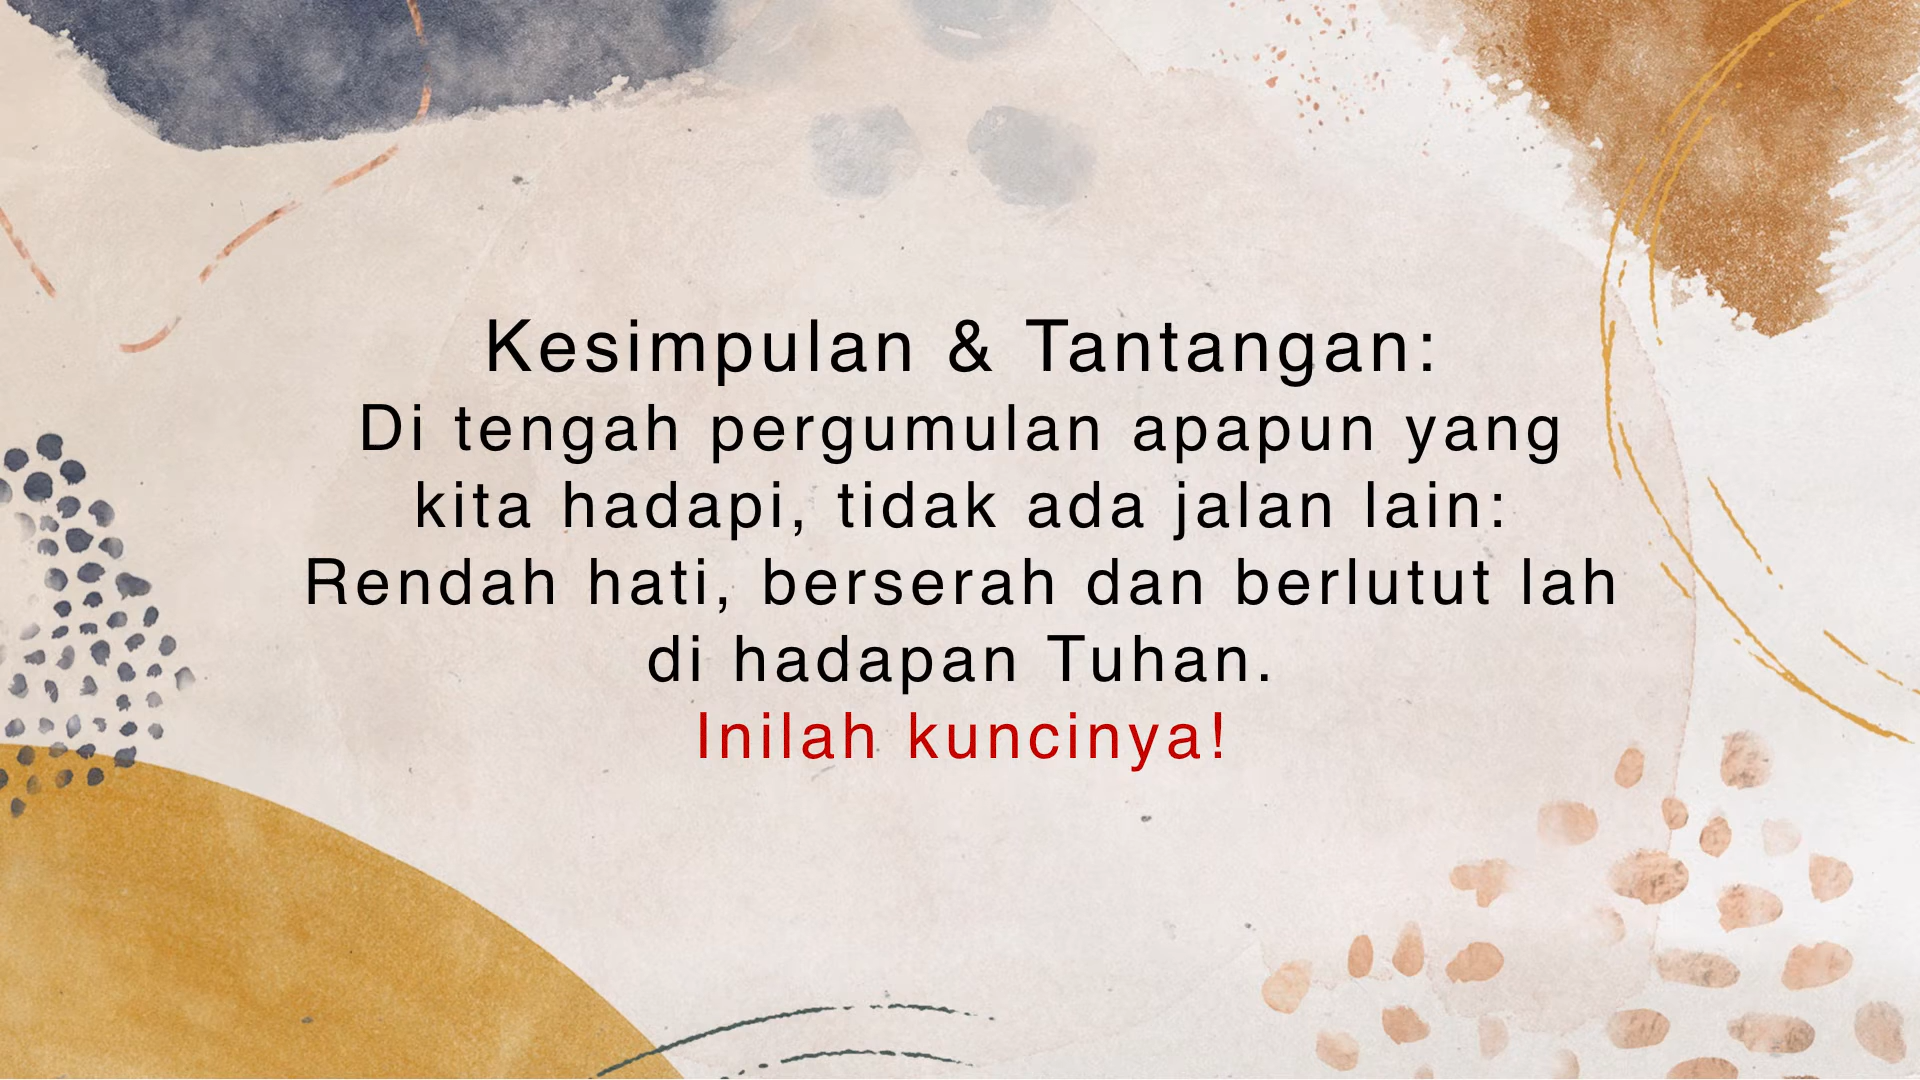 Kesimpulan & Tantangan:
Di tengah pergumulan apapun yang
kita hadapi, tidak ada jalan lain:
Rendah hati, berserah dan berlutut lah
di hadapan Tuhan.
Inilah kuncinya!